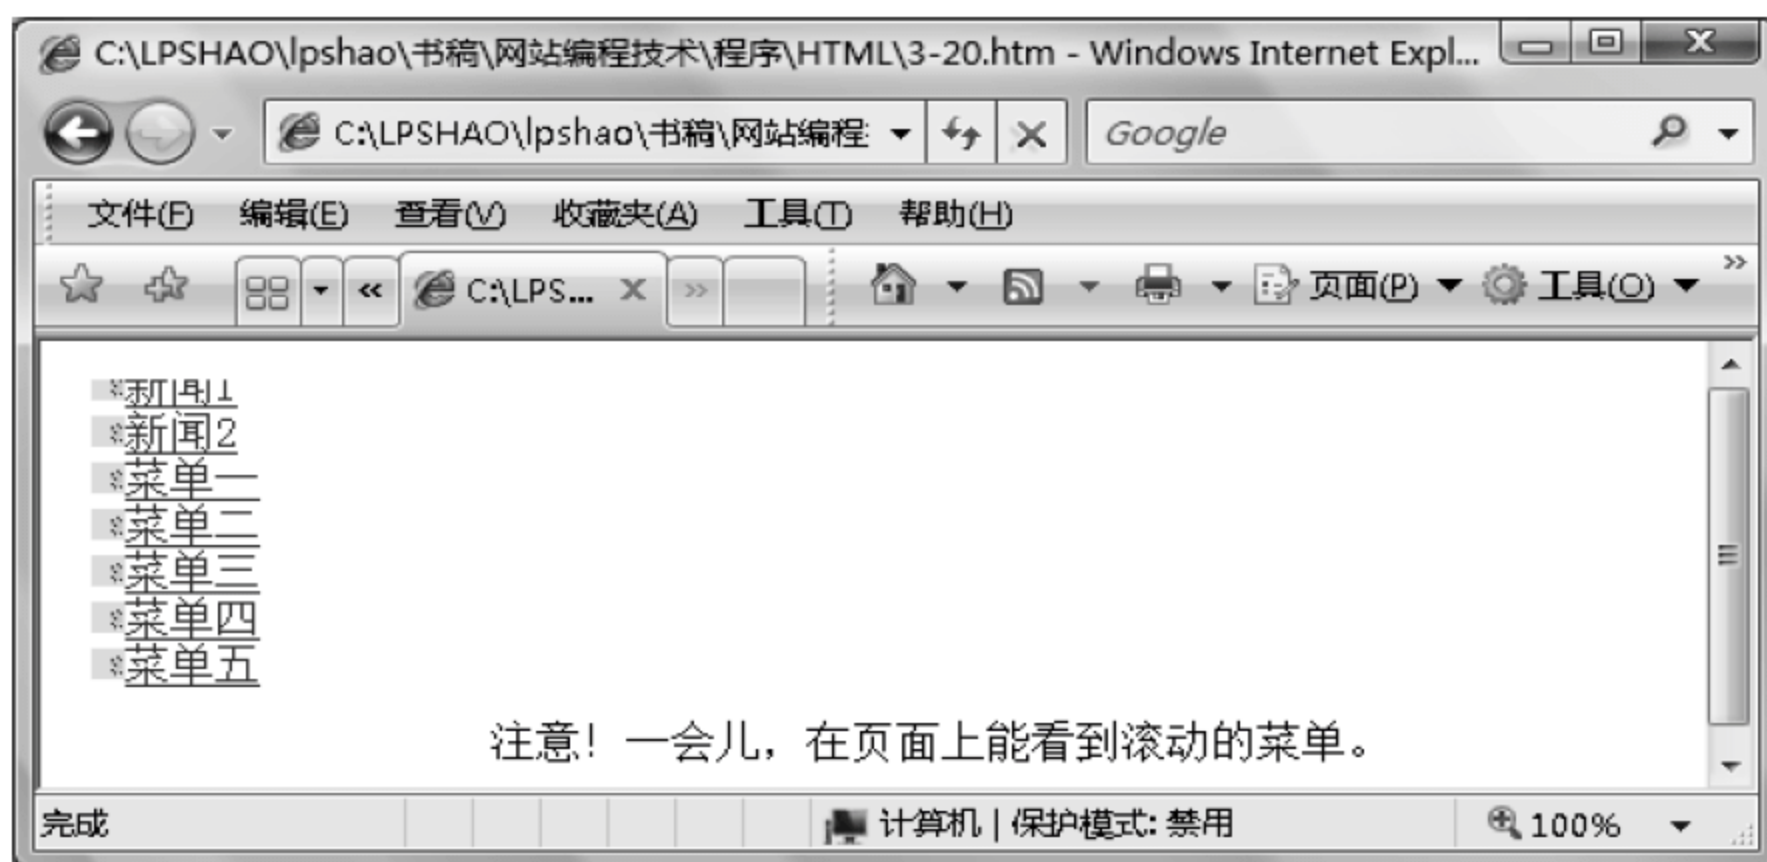 C:\LPSHAO\lpshao\书稿\网站编程技术\程序\HTML\3-20.htm - Windows Internet Expl...
C:\LPSHAO\lpshao\书稿\网站编程 Google
文件(F) 编辑(E) 查看(V) 收藏夹(A) 工具(T) 帮助(H)
C:\LPS... 页面(P) 工具(O)
新闻1
新闻2
菜单一
菜单二
菜单三
菜单四
菜单五
注意！一会儿，在页面上能看到滚动的菜单。
完成 计算机 | 保护模式: 禁用 100%